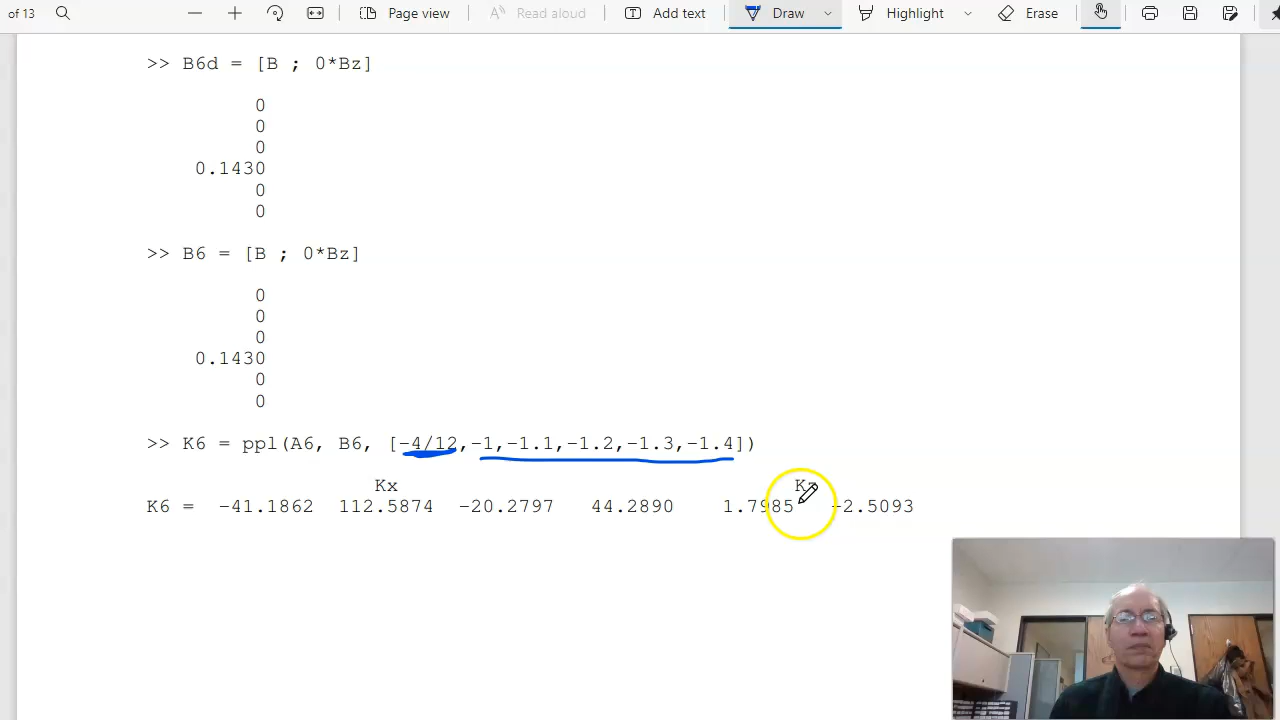 of 13 Page view Read aloud Add text Draw Highlight Erase
>> B6d = [B ; 0*Bz]
0
0
0
0.1430
0
0
>> B6 = [B ; 0*Bz]
0
0
0
0.1430
0
0
>> K6 = ppl(A6, B6, [-4/12,-1,-1.1,-1.2,-1.3,-1.4])
Kx Kz
K6 = -41.1862 112.5874 -20.2797 44.2890 1.7985 -2.5093